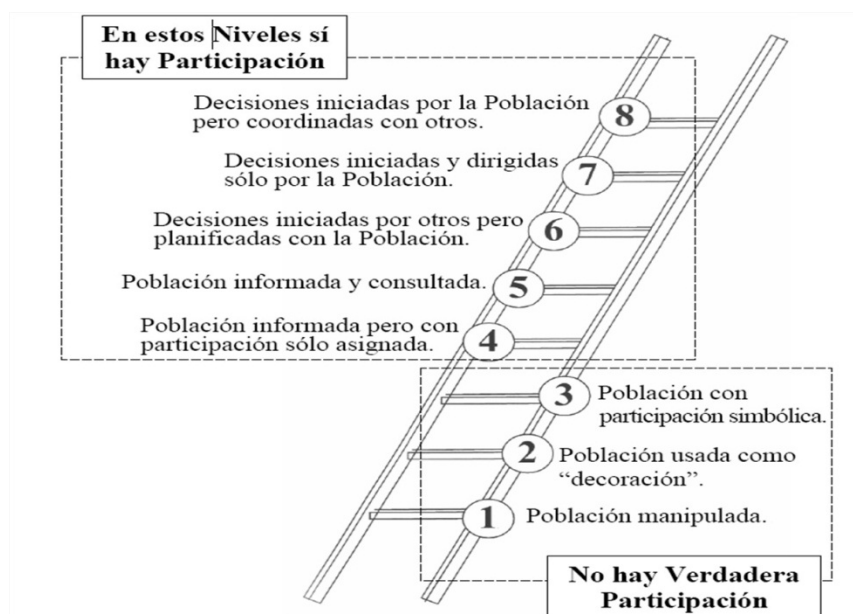 En estos Niveles sí
hay Participación
Decisiones iniciadas por la Población
pero coordinadas con otros.
8
Decisiones iniciadas y dirigidas
sólo por la Población.
7
Decisiones iniciadas por otros pero
planificadas con la Población.
6
Población informada y consultada.
5
Población informada pero con
participación sólo asignada.
4
3
Población con
participación simbólica.
2
Población usada como
“decoración”.
1
Población manipulada.
No hay Verdadera
Participación